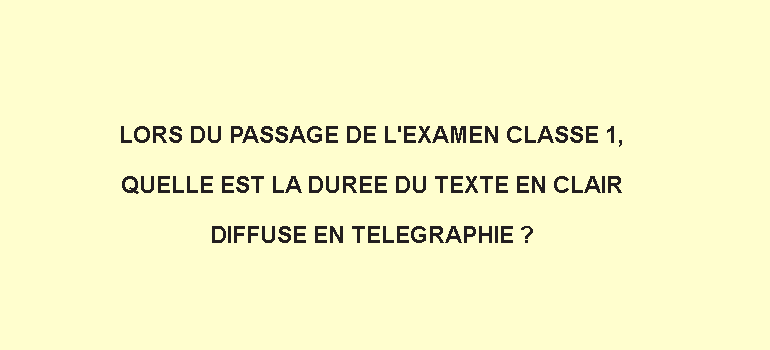 LORS DU PASSAGE DE L'EXAMEN CLASSE 1,
QUELLE EST LA DUREE DU TEXTE EN CLAIR
DIFFUSE EN TELEGRAPHIE ?